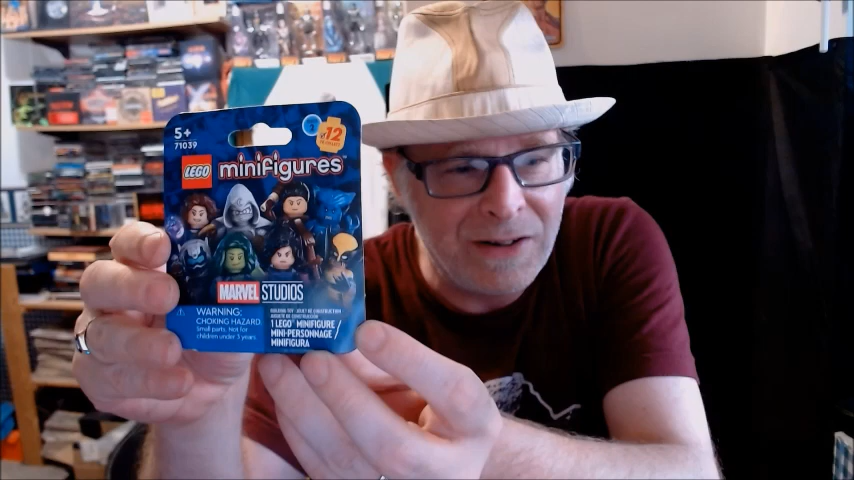 5+
71039
12
LEGO minifigures
MARVEL STUDIOS
WARNING:
CHOKING HAZARD.
Small parts. Not for
children under 3 years.
1 LEGO MINIFIGURE /
MINI-PERSONNAGE /
MINIFIGURA